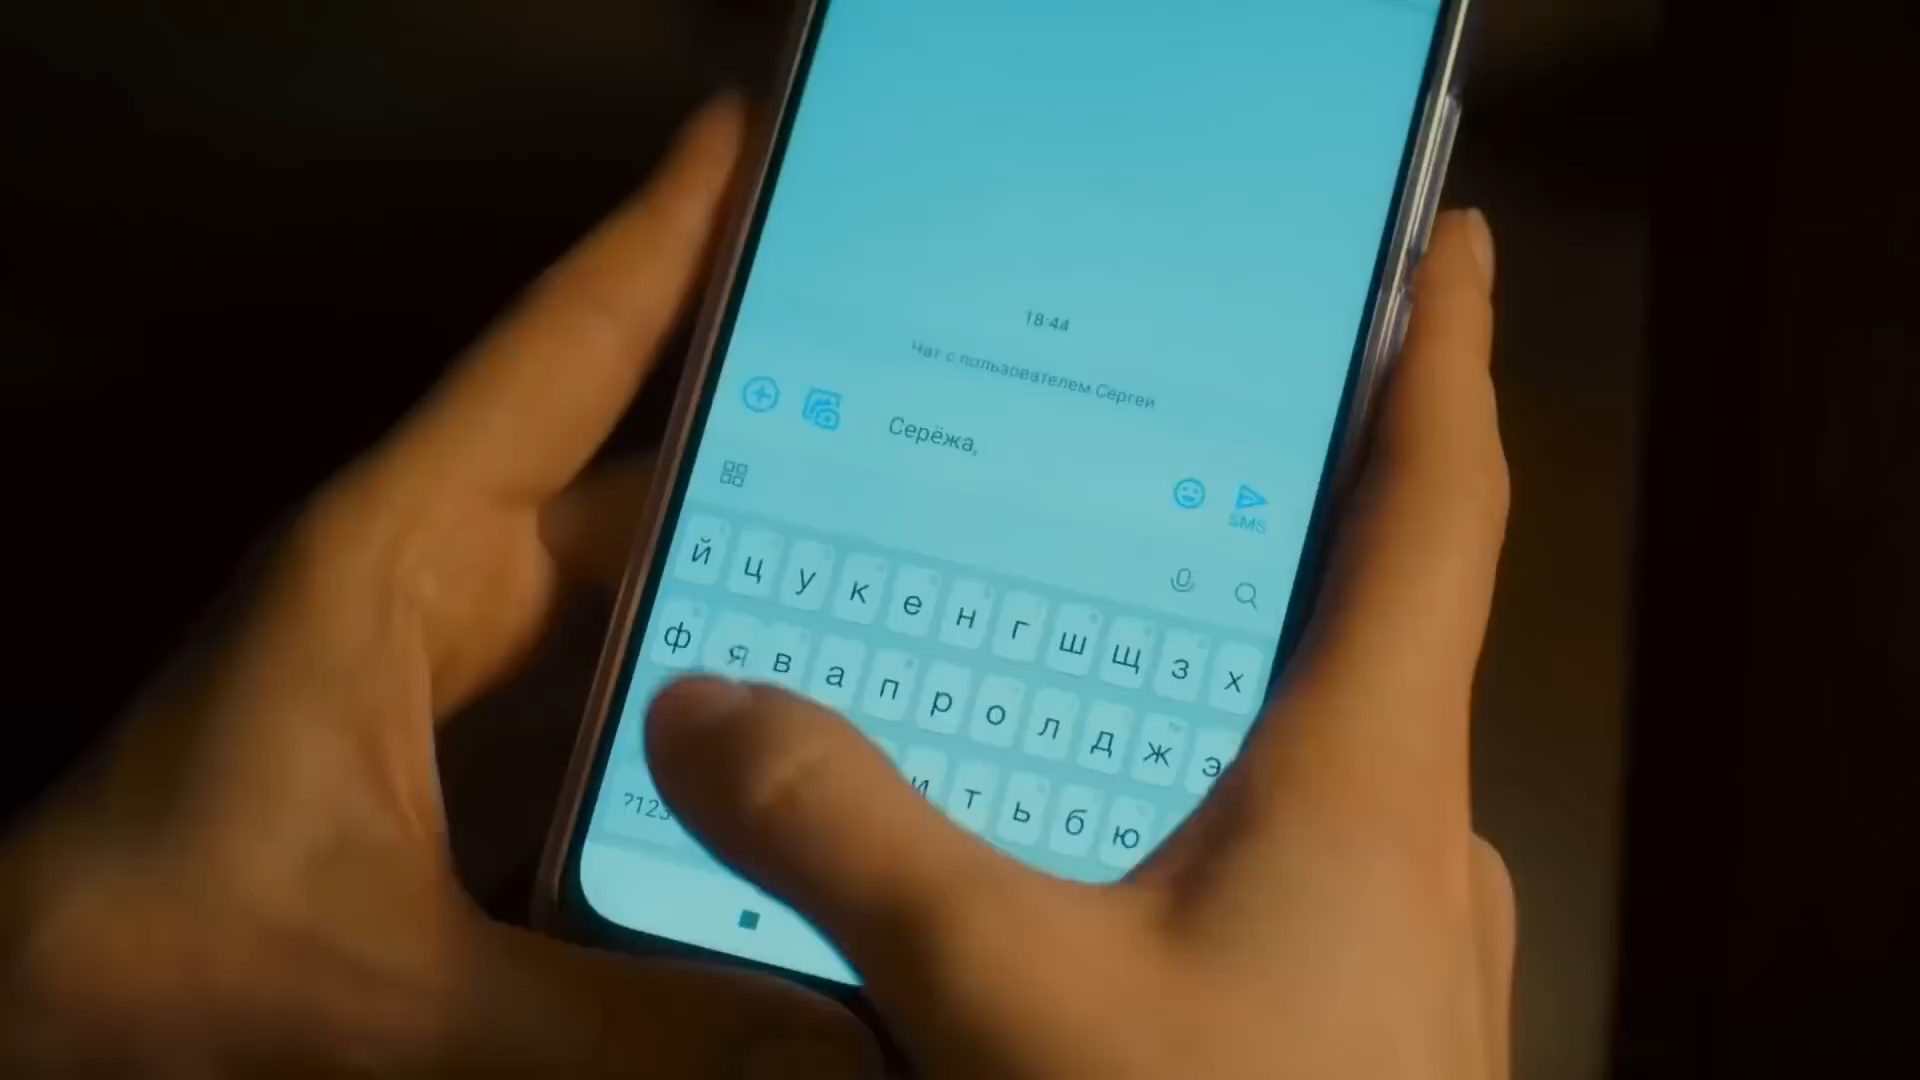 18:44
Чат с пользователем Сергей
Серёжа,
SMS
й ц у к е н г ш щ з х
ф я в а п р о л д ж э
и т ь б ю
?123